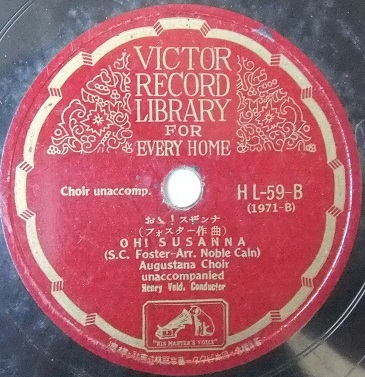 VICTOR
RECORD
LIBRARY
FOR
EVERY HOME
Choir unaccomp.
HL-59-B
(1971-B)
おゝ!スザンナ
(フォスター作曲)
OH! SUSANNA
(S.C. Foster-Arr. Noble Cain)
Augustana Choir
unaccompanied
Henry Veld, Conductor
"HIS MASTER'S VOICE"